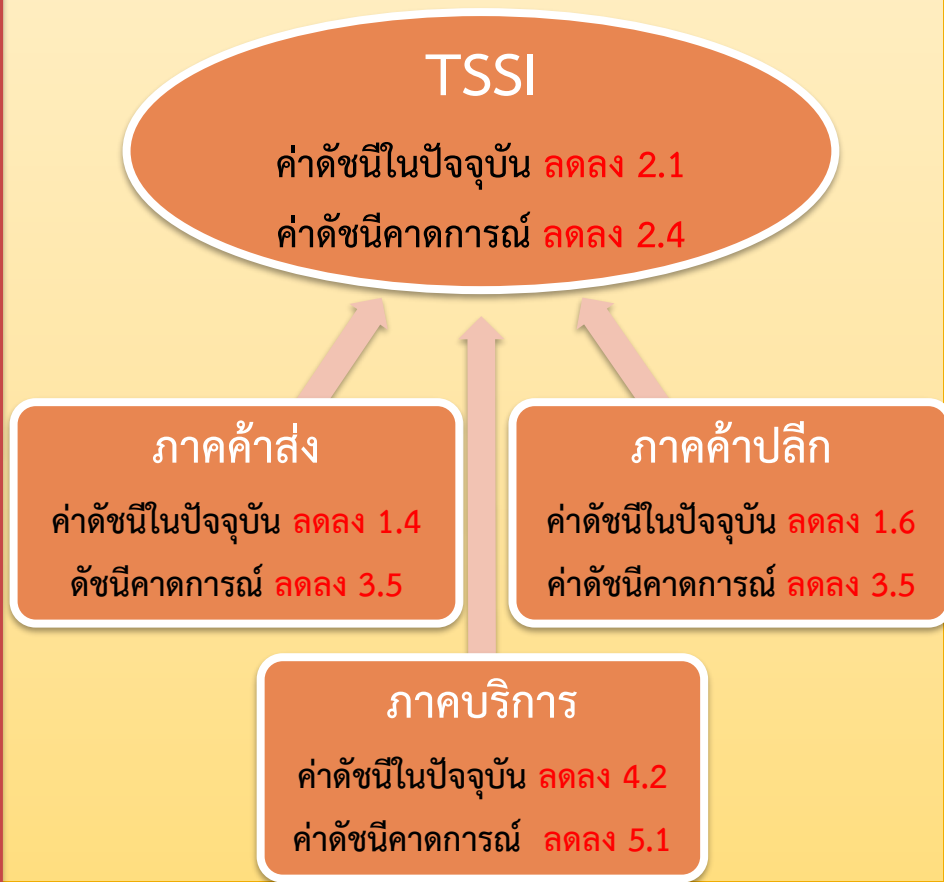 TSSI
ค่าดัชนีในปัจจุบัน ลดลง 2.1
ค่าดัชนีคาดการณ์ ลดลง 2.4
ภาคค้าส่ง
ค่าดัชนีในปัจจุบัน ลดลง 1.4
ดัชนีคาดการณ์ ลดลง 3.5
ภาคค้าปลีก
ค่าดัชนีในปัจจุบัน ลดลง 1.6
ค่าดัชนีคาดการณ์ ลดลง 3.5
ภาคบริการ
ค่าดัชนีในปัจจุบัน ลดลง 4.2
ค่าดัชนีคาดการณ์ ลดลง 5.1